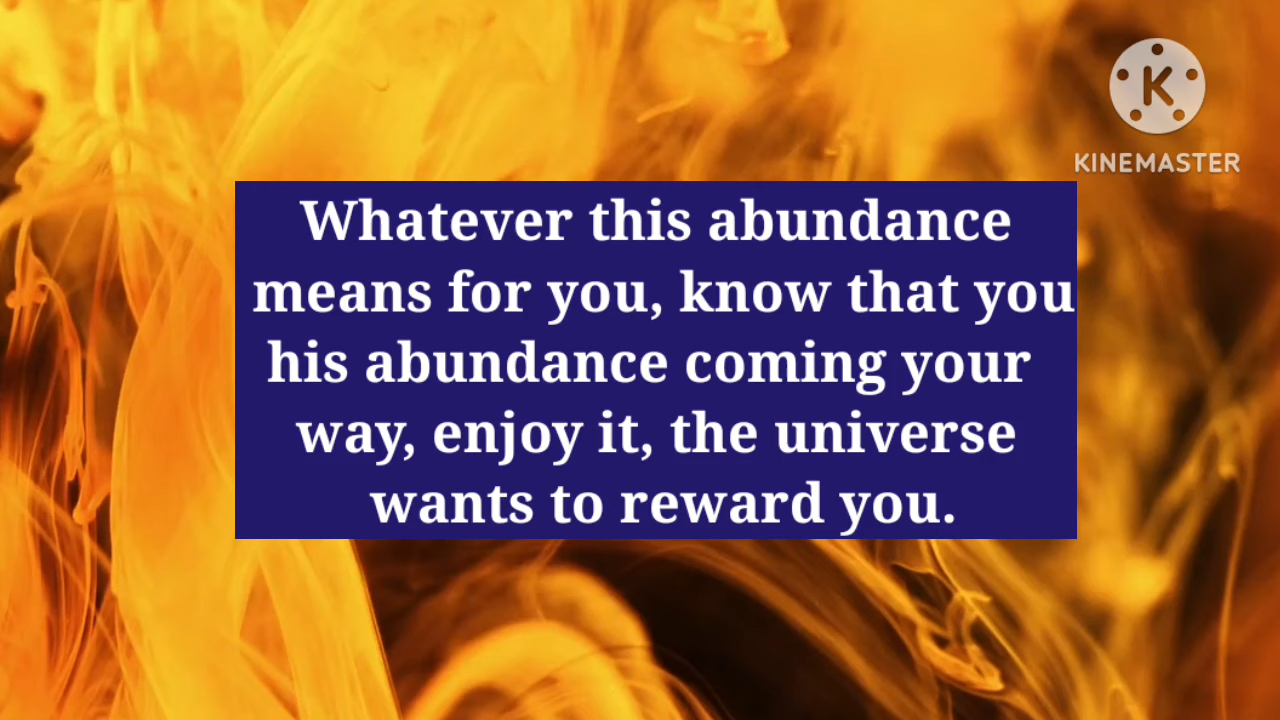 K
KINEMASTER
Whatever this abundance
means for you, know that you
his abundance coming your
way, enjoy it, the universe
wants to reward you.